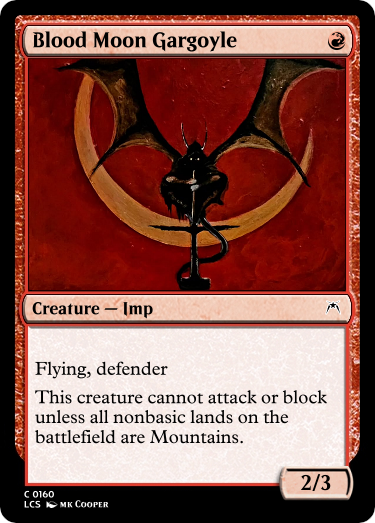 Blood Moon Gargoyle
Creature — Imp
Flying, defender
This creature cannot attack or block
unless all nonbasic lands on the
battlefield are Mountains.
2/3
C 0160
LCS MK COOPER